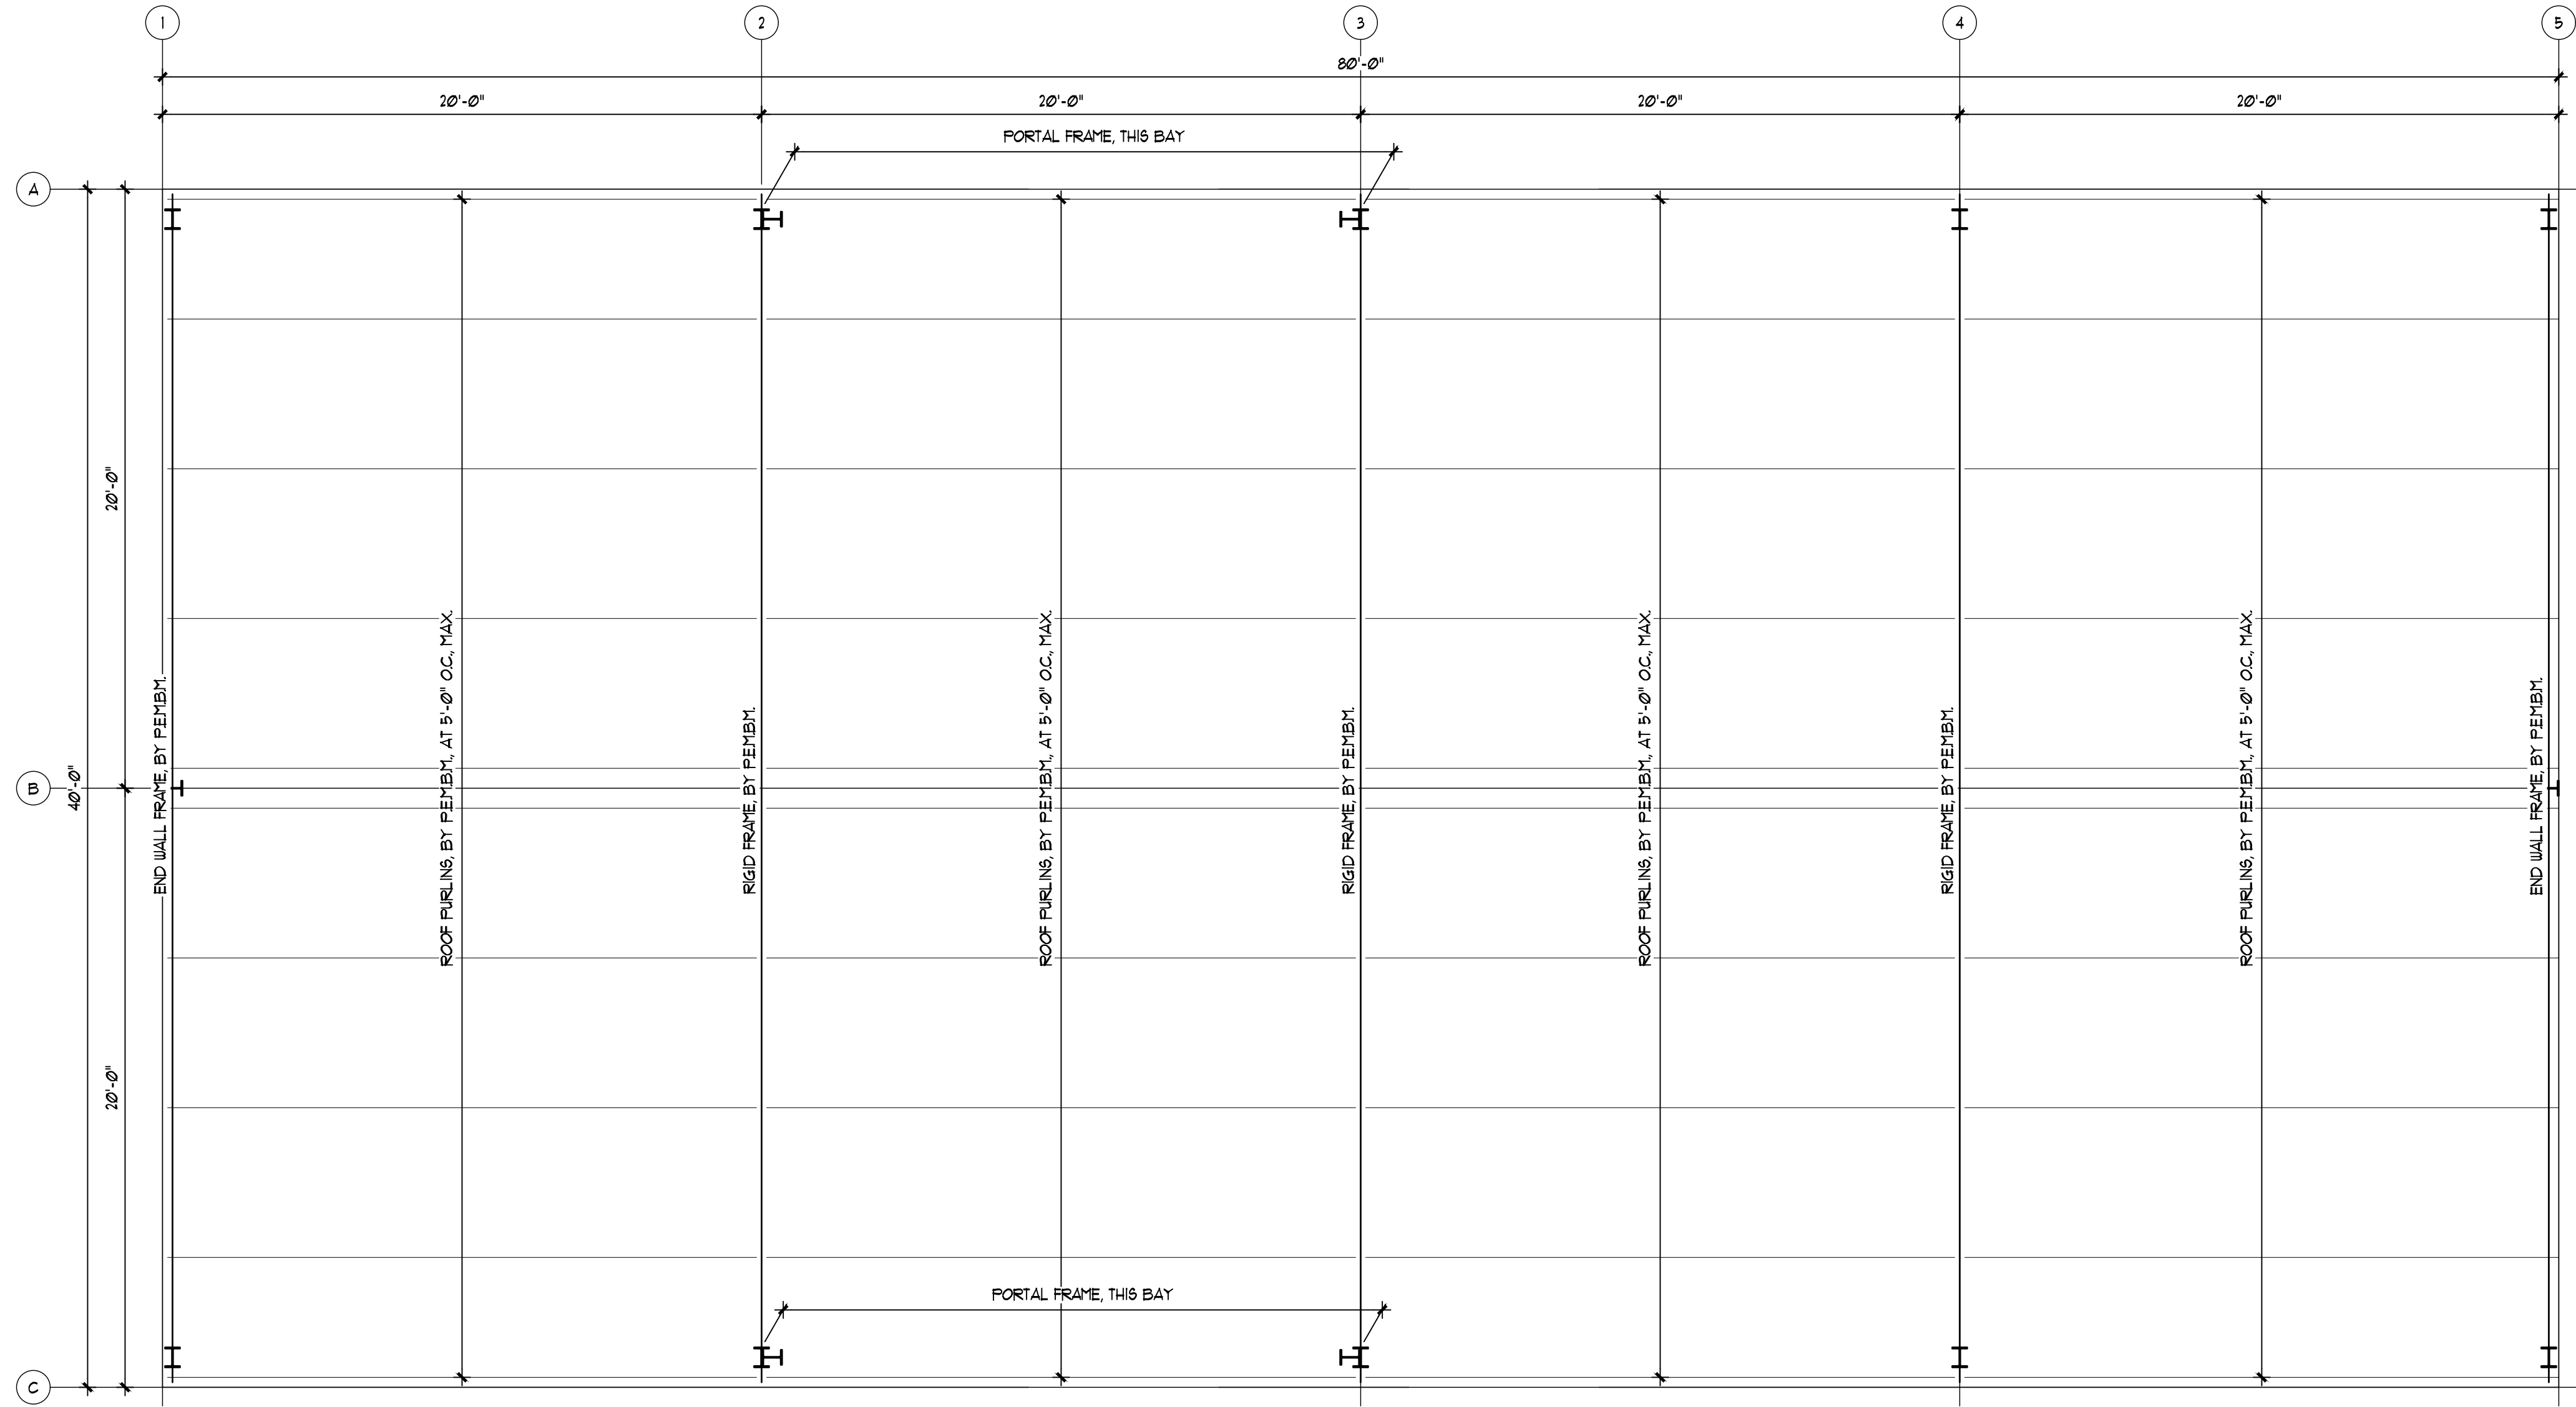 1
2
3
4
5
80'-0"
20'-0"
20'-0"
20'-0"
20'-0"
PORTAL FRAME, THIS BAY
A
20'-0"
40'-0"
B
END WALL FRAME, BY P.E.M.B.M.
ROOF PURLINS, BY P.E.M.B.M., AT 5'-0" O.C., MAX.
RIGID FRAME, BY P.E.M.B.M.
ROOF PURLINS, BY P.E.M.B.M., AT 5'-0" O.C., MAX.
RIGID FRAME, BY P.E.M.B.M.
ROOF PURLINS, BY P.E.M.B.M., AT 5'-0" O.C., MAX.
RIGID FRAME, BY P.E.M.B.M.
ROOF PURLINS, BY P.E.M.B.M., AT 5'-0" O.C., MAX.
END WALL FRAME, BY P.E.M.B.M.
20'-0"
PORTAL FRAME, THIS BAY
C